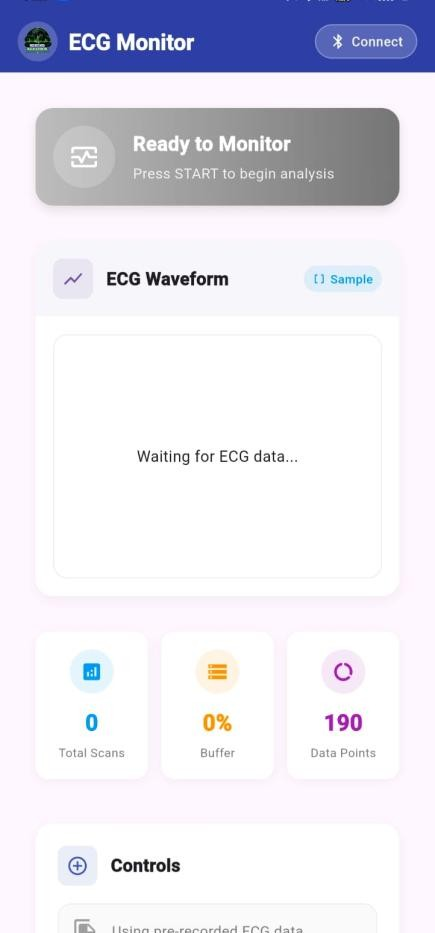 ECG Monitor
Connect
Ready to Monitor
Press START to begin analysis
ECG Waveform
Sample
Waiting for ECG data...
0
Total Scans
0%
Buffer
190
Data Points
Controls
Using pre-recorded ECG data